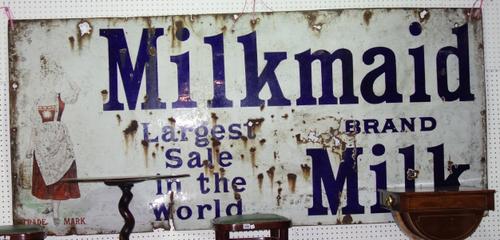 Milkmaid
Largest
Sale
in the
World
BRAND
Milk
TRADE MARK